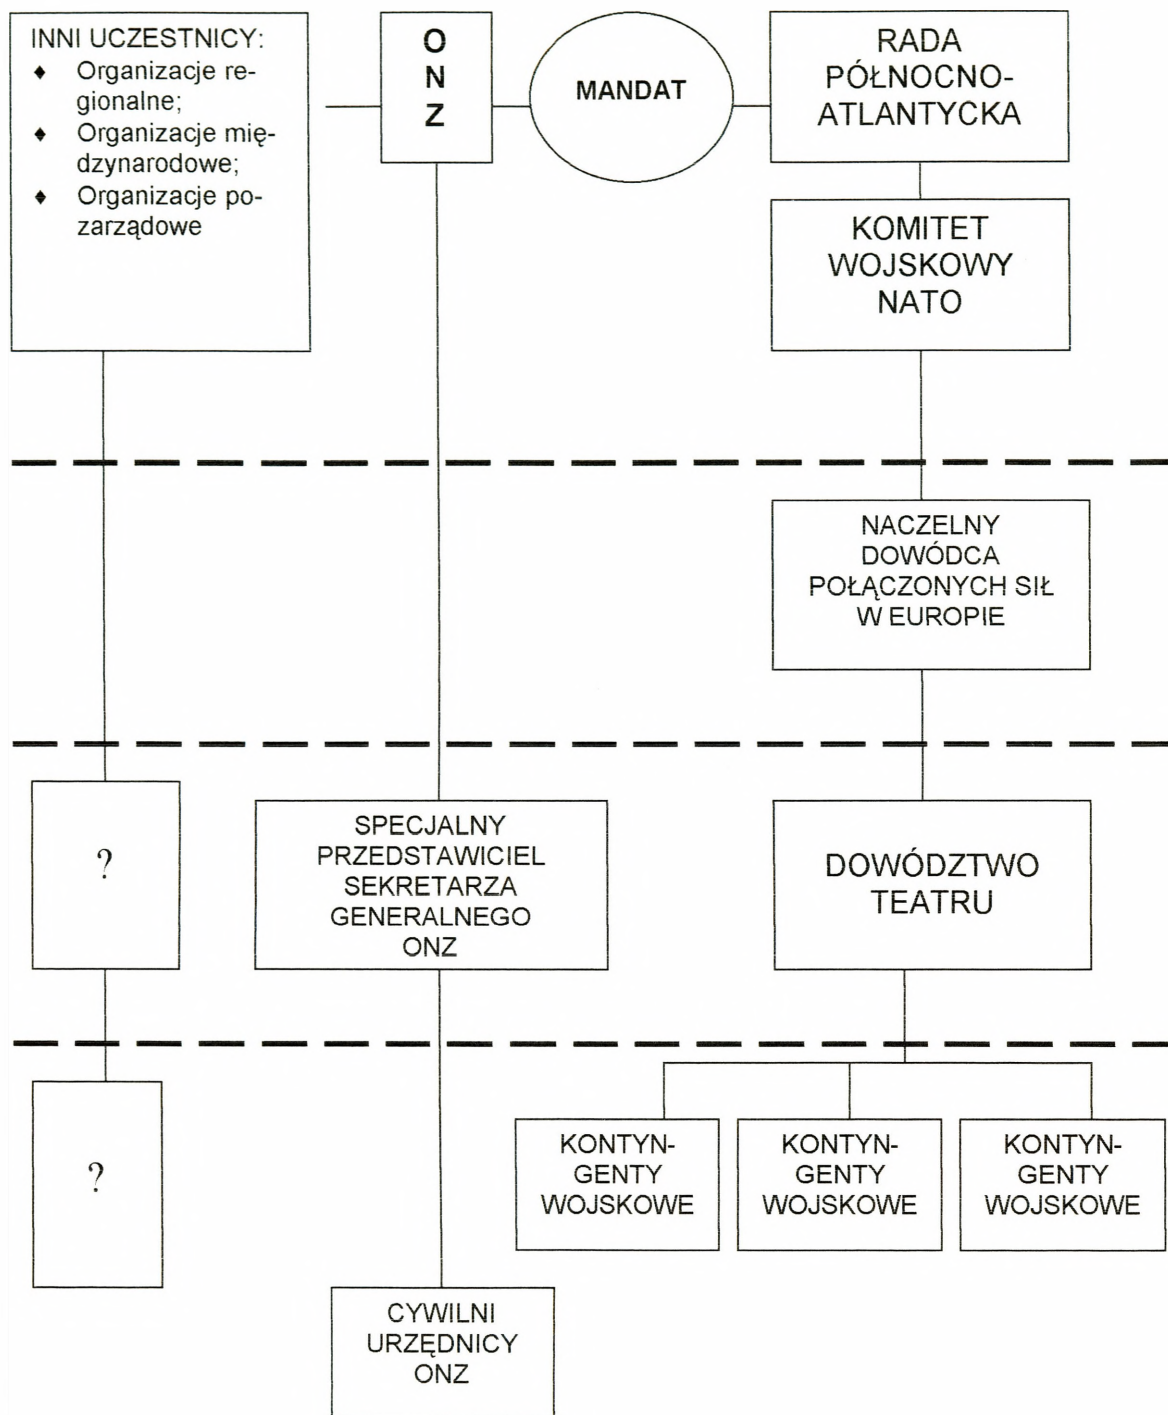 INNI UCZESTNICY:
♦ Organizacje re-
gionalne;
♦ Organizacje mię-
dzynarodowe;
♦ Organizacje po-
zarządowe
O
N
Z
MANDAT
RADA
PÓŁNOCNO-
ATLANTYCKA
KOMITET
WOJSKOWY
NATO
NACZELNY
DOWÓDCA
POŁĄCZONYCH SIŁ
W EUROPIE
?
SPECJALNY
PRZEDSTAWICIEL
SEKRETARZA
GENERALNEGO
ONZ
DOWÓDZTWO
TEATRU
?
KONTYN-
GENTY
WOJSKOWE
KONTYN-
GENTY
WOJSKOWE
KONTYN-
GENTY
WOJSKOWE
CYWILNI
URZĘDNICY
ONZ